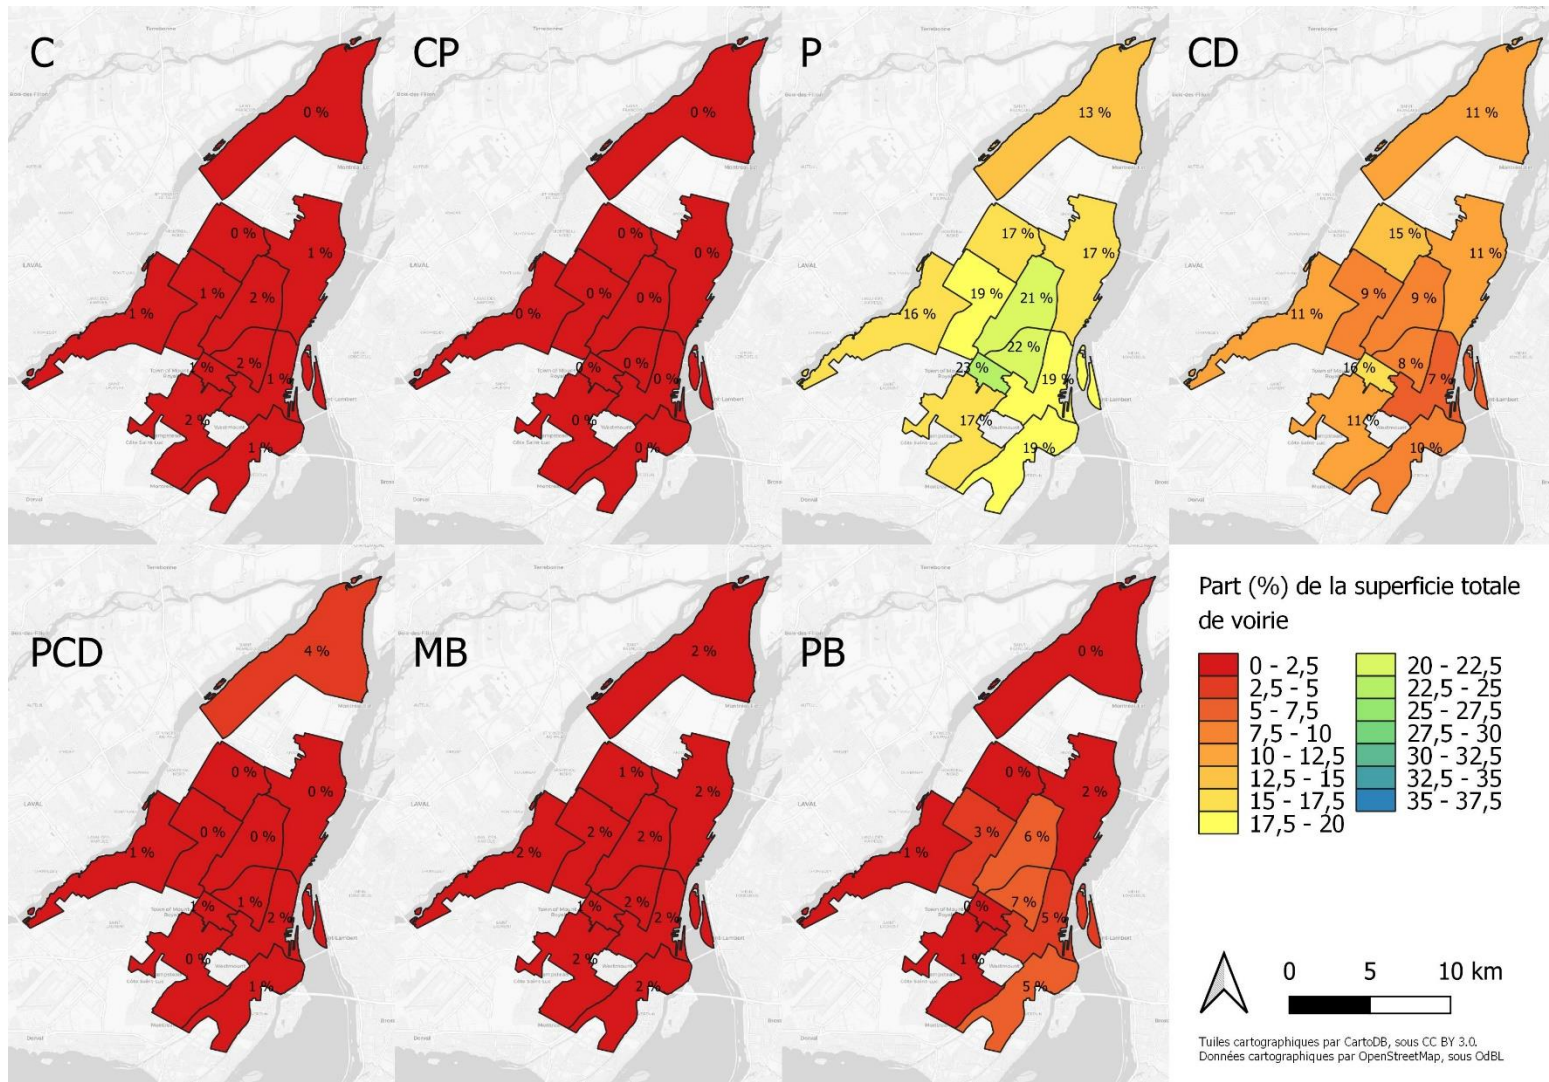 C
0 %
0 %
1 %
1 %
2 %
1 %
1 %
2 %
1 %
2 %
1 %
CP
0 %
0 %
0 %
0 %
0 %
0 %
0 %
0 %
0 %
0 %
0 %
P
13 %
17 %
17 %
19 %
21 %
16 %
22 %
23 %
19 %
17 %
19 %
CD
11 %
15 %
11 %
9 %
9 %
11 %
8 %
16 %
7 %
11 %
10 %
PCD
4 %
0 %
0 %
0 %
0 %
1 %
1 %
1 %
2 %
0 %
1 %
MB
2 %
1 %
2 %
2 %
2 %
2 %
2 %
1 %
2 %
2 %
2 %
PB
0 %
0 %
2 %
3 %
6 %
1 %
7 %
0 %
5 %
1 %
5 %
Terrebonne
LAVAL
Westmount
Dorval
Part (%) de la superficie totale
de voirie
0 - 2,5
2,5 - 5
5 - 7,5
7,5 - 10
10 - 12,5
12,5 - 15
15 - 17,5
17,5 - 20
20 - 22,5
22,5 - 25
25 - 27,5
27,5 - 30
30 - 32,5
32,5 - 35
35 - 37,5
0 5 10 km
Tuiles cartographiques par CartoDB, sous CC BY 3.0.
Données cartographiques par OpenStreetMap, sous OdBL